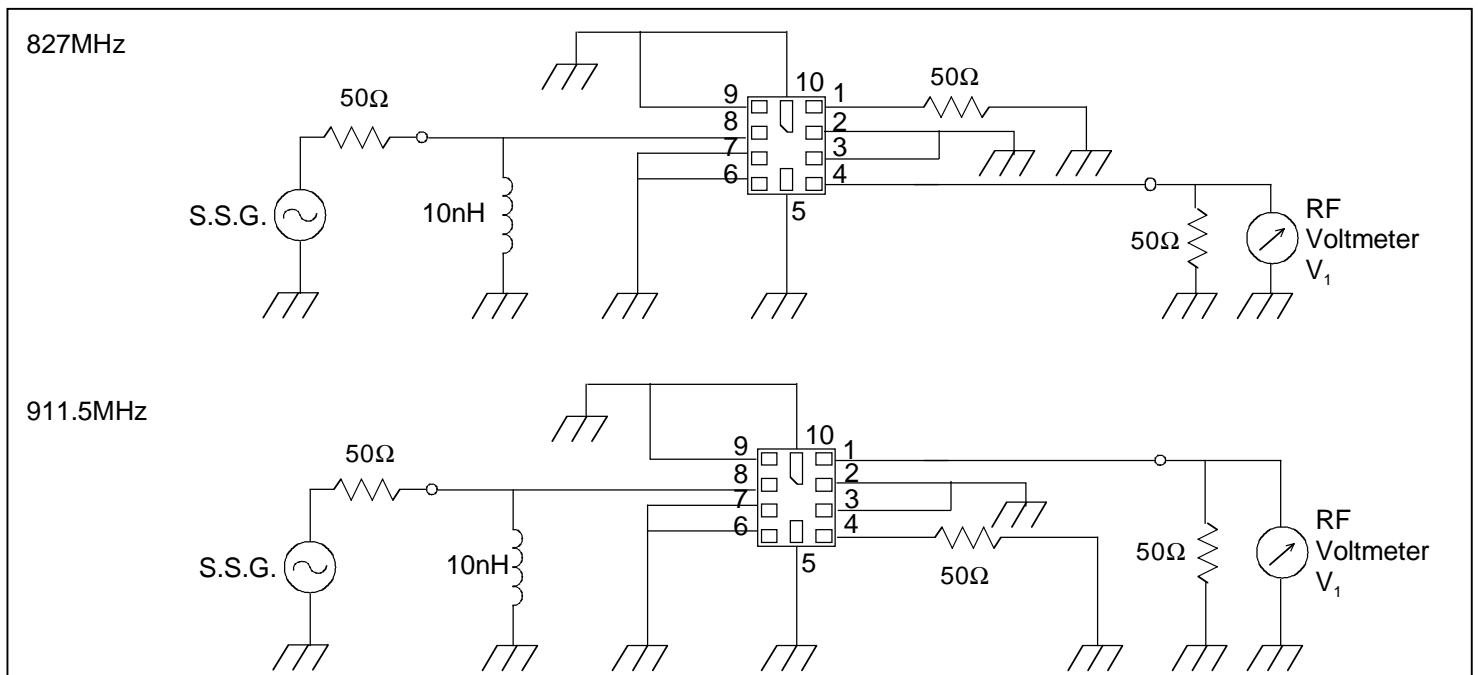 827MHz
10
50Ω
9
1
50Ω
8
2
7
3
6
4
S.S.G.
10nH
5
50Ω
RF
Voltmeter
V₁
911.5MHz
10
9
1
50Ω
8
2
7
3
6
4
S.S.G.
10nH
5
50Ω
50Ω
RF
Voltmeter
V₁